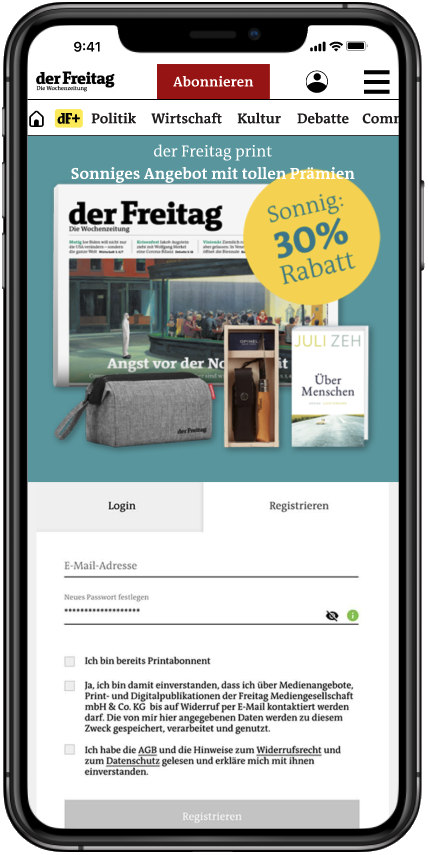 9:41
der Freitag
Die Wochenzeitung
Abonnieren
dF+ Politik Wirtschaft Kultur Debatte Comm
der Freitag print
Sonniges Angebot mit tollen Prämien
Sonnig:
30%
Rabatt
der Freitag
Die Wochenzeitung
Angst vor der No
it
JULI ZEH
Über
Menschen
OPINEL
der Freitag
Login Registrieren
E-Mail-Adresse
Neues Passwort festlegen
*******************
Ich bin bereits Printabonnent
Ja, ich bin damit einverstanden, dass ich über Medienangebote,
Print- und Digitalpublikationen der Freitag Mediengesellschaft
mbH & Co. KG bis auf Widerruf per E-Mail kontaktiert werden
darf. Die von mir hier angegebenen Daten werden zu diesem
Zweck gespeichert, verarbeitet und genutzt.
Ich habe die AGB und die Hinweise zum Widerrufsrecht und
zum Datenschutz gelesen und erkläre mich mit ihnen
einverstanden.
Registrieren